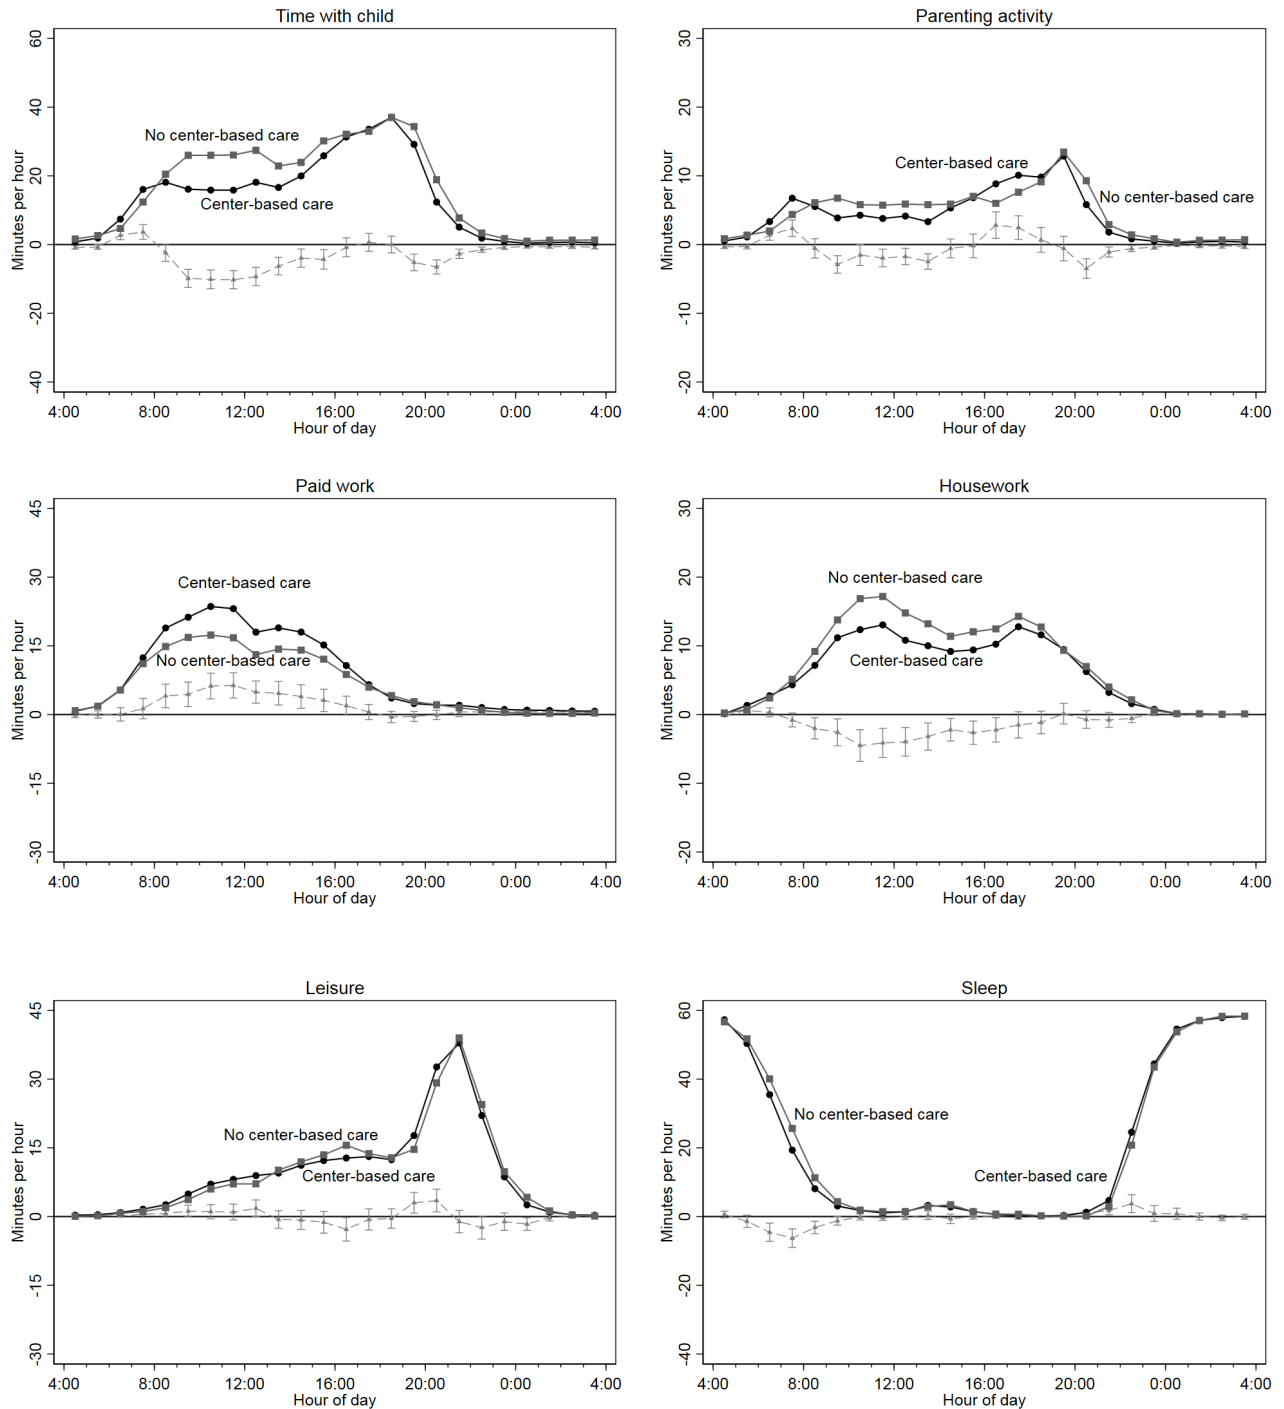 Time with child
Minutes per hour
60
40
20
0
-20
-40
No center-based care
Center-based care
4:00 8:00 12:00 16:00 20:00 0:00 4:00
Hour of day
Parenting activity
Minutes per hour
30
20
10
0
-10
-20
Center-based care
No center-based care
4:00 8:00 12:00 16:00 20:00 0:00 4:00
Hour of day
Paid work
Minutes per hour
45
30
15
0
-15
-30
Center-based care
No center-based care
4:00 8:00 12:00 16:00 20:00 0:00 4:00
Hour of day
Housework
Minutes per hour
30
20
10
0
-10
-20
No center-based care
Center-based care
4:00 8:00 12:00 16:00 20:00 0:00 4:00
Hour of day
Leisure
Minutes per hour
45
30
15
0
-15
-30
No center-based care
Center-based care
4:00 8:00 12:00 16:00 20:00 0:00 4:00
Hour of day
Sleep
Minutes per hour
60
40
20
0
-20
-40
No center-based care
Center-based care
4:00 8:00 12:00 16:00 20:00 0:00 4:00
Hour of day